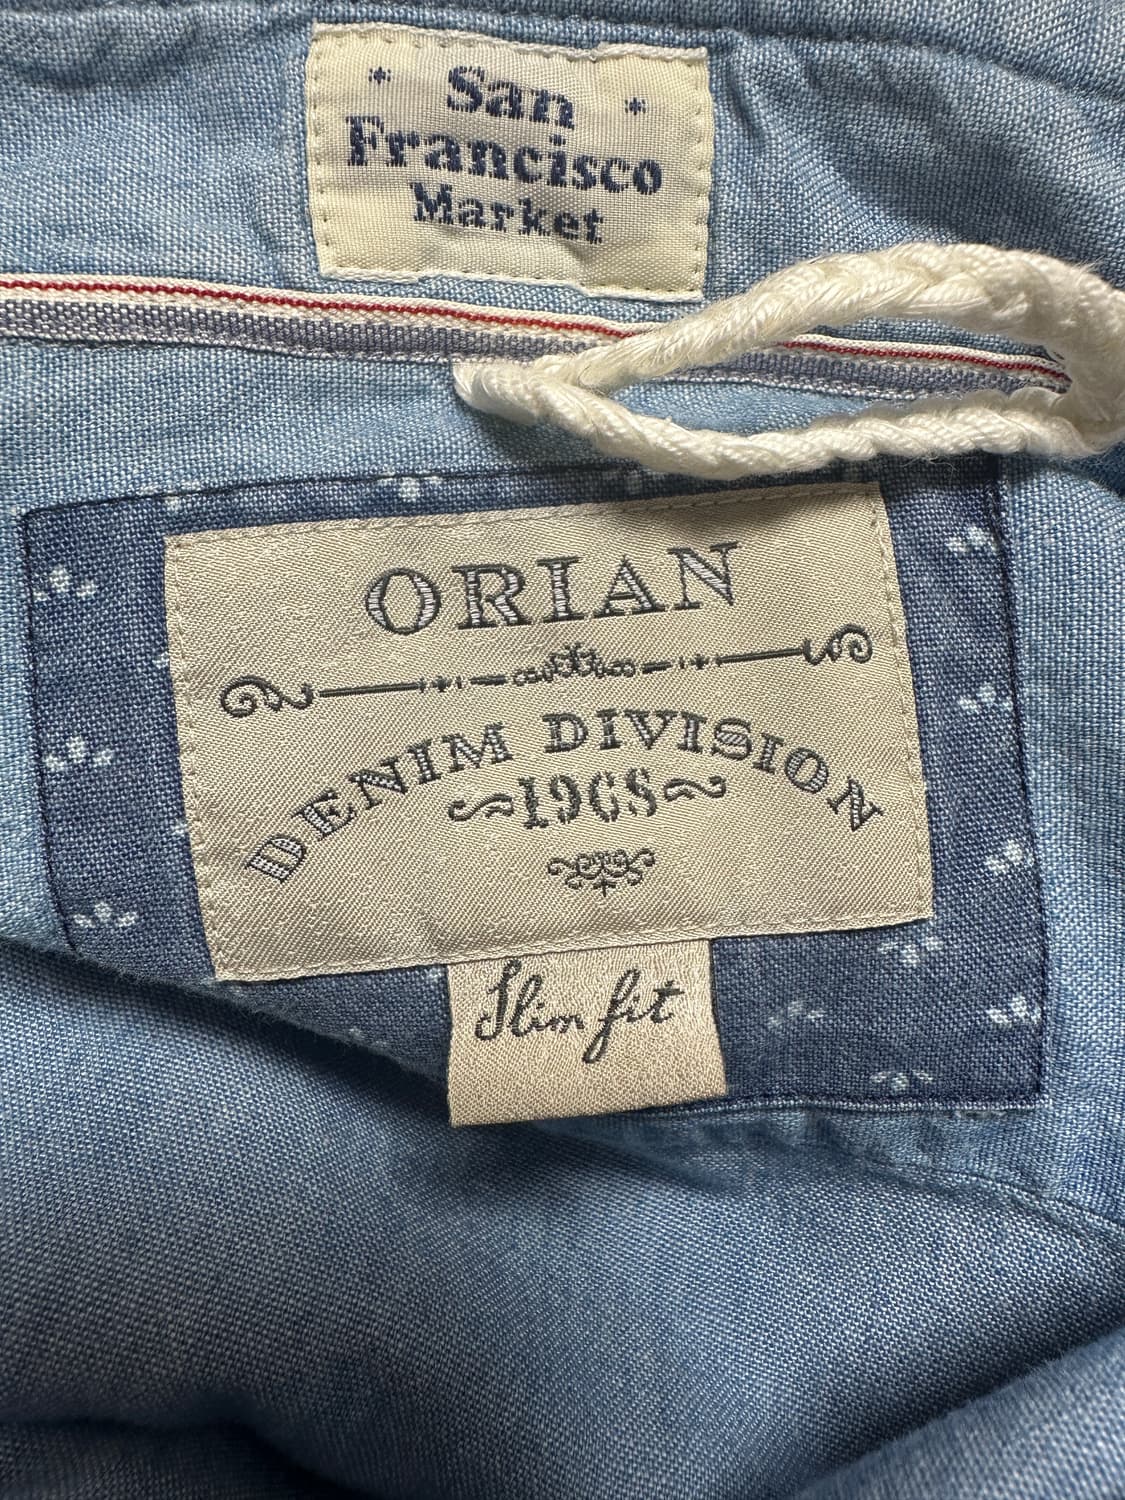 San
Francisco
Market
ORIAN
DENIM DIVISION
~1968~
Slim fit